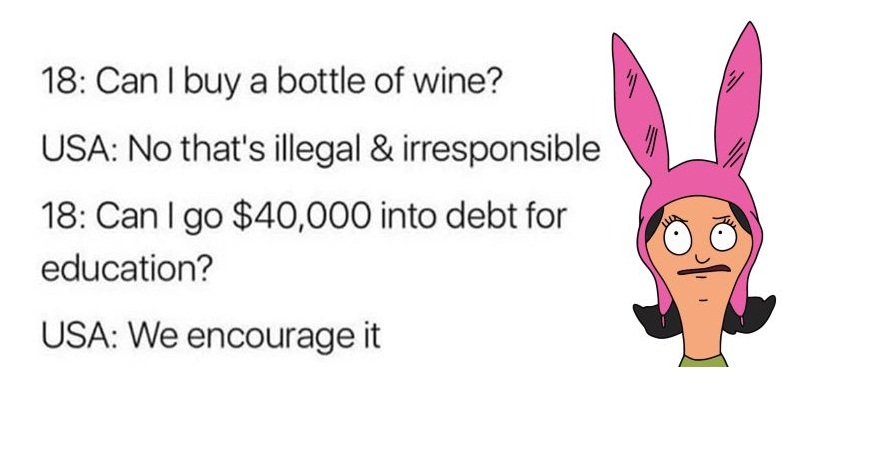 18: Can I buy a bottle of wine?
USA: No that's illegal & irresponsible
18: Can I go $40,000 into debt for
education?
USA: We encourage it